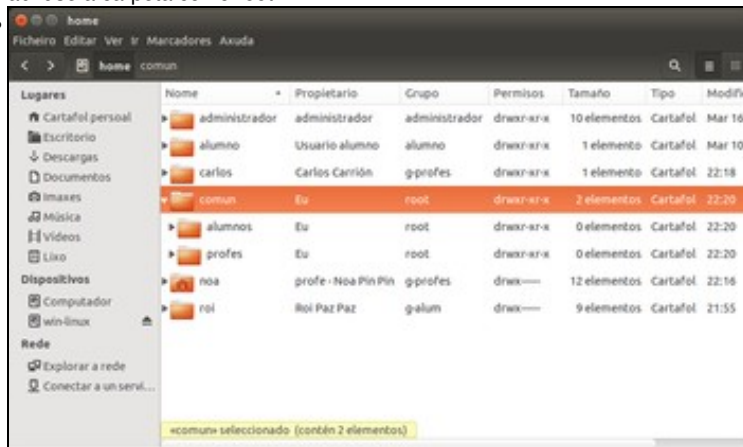 home
Ficheiro Editar Ver Ir Marcadores Axuda
home comun
Lugares
Cartafol persoal
Escritorio
Descargas
Documentos
Imaxes
Música
Vídeos
Lixo
Dispositivos
Computador
win-linux
Rede
Explorar a rede
Conectar a un servi...
Nome Propietario Grupo Permisos Tamaño Tipo
administrador administrador administrador drwxr-xr-x 10 elementos Cartafol Mar 16
alumno Usuario alumno alumno drwxr-xr-x 1 elemento Cartafol Mar 10
carlos Carlos Carrión g-profes drwxr-xr-x 1 elemento Cartafol 22:18
comun Eu root drwxr-xr-x 2 elementos Cartafol 22:20
alumnos Eu root drwxr-xr-x 0 elementos Cartafol 22:20
profes Eu root drwxr-xr-x 0 elementos Cartafol 22:20
noa profe - Noa Pin Pin g-profes drwx------ 12 elementos Cartafol 22:16
roi Roi Paz Paz g-alum drwx------ 9 elementos Cartafol 21:55
«comun» seleccionado (contén 2 elementos)